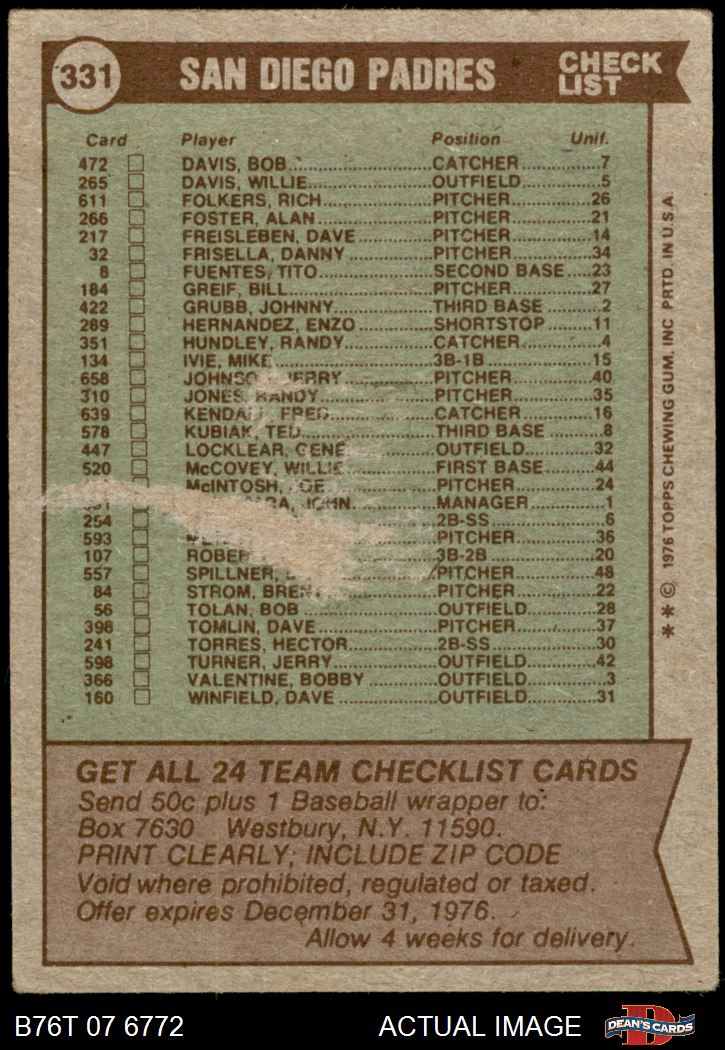 331 SAN DIEGO PADRES CHECK LIST
Card Player Position Unif.
472 DAVIS, BOB CATCHER 7
265 DAVIS, WILLIE OUTFIELD 5
611 FOLKERS, RICH PITCHER 26
266 FOSTER, ALAN PITCHER 21
217 FREISLEBEN, DAVE PITCHER 14
32 FRISELLA, DANNY PITCHER 34
8 FUENTES, TITO SECOND BASE 23
184 GREIF, BILL PITCHER 27
422 GRUBB, JOHNNY THIRD BASE 2
289 HERNANDEZ, ENZO SHORTSTOP 11
351 HUNDLEY, RANDY CATCHER 4
134 IVIE, MIKE 3B-1B 15
658 PITCHER 40
310 JONES, RANDY PITCHER 35
639 KENDALL, FRED CATCHER 16
578 KUBIAK, TED THIRD BASE 8
447 LOCKLEAR, GENE OUTFIELD 32
520 McCOVEY, WILLIE FIRST BASE 44
McINTOSH, JOE PITCHER 24
JOHN MANAGER 1
254 2B-SS 6
593 PITCHER 36
107 3B-2B 20
557 SPILLNER, PITCHER 48
84 STROM, BRENT PITCHER 22
56 TOLAN, BOB OUTFIELD 28
398 TOMLIN, DAVE PITCHER 37
241 TORRES, HECTOR 2B-SS 30
598 TURNER, JERRY OUTFIELD 42
366 VALENTINE, BOBBY OUTFIELD 3
160 WINFIELD, DAVE OUTFIELD 31
* * © 1976 TOPPS CHEWING GUM, INC PRTD. IN U.S.A
GET ALL 24 TEAM CHECKLIST CARDS
Send 50c plus 1 Baseball wrapper to:
Box 7630 Westbury, N.Y. 11590.
PRINT CLEARLY; INCLUDE ZIP CODE
Void where prohibited, regulated or taxed.
Offer expires December 31, 1976.
Allow 4 weeks for delivery.
B76T 07 6772 ACTUAL IMAGE DEAN'S CARDS